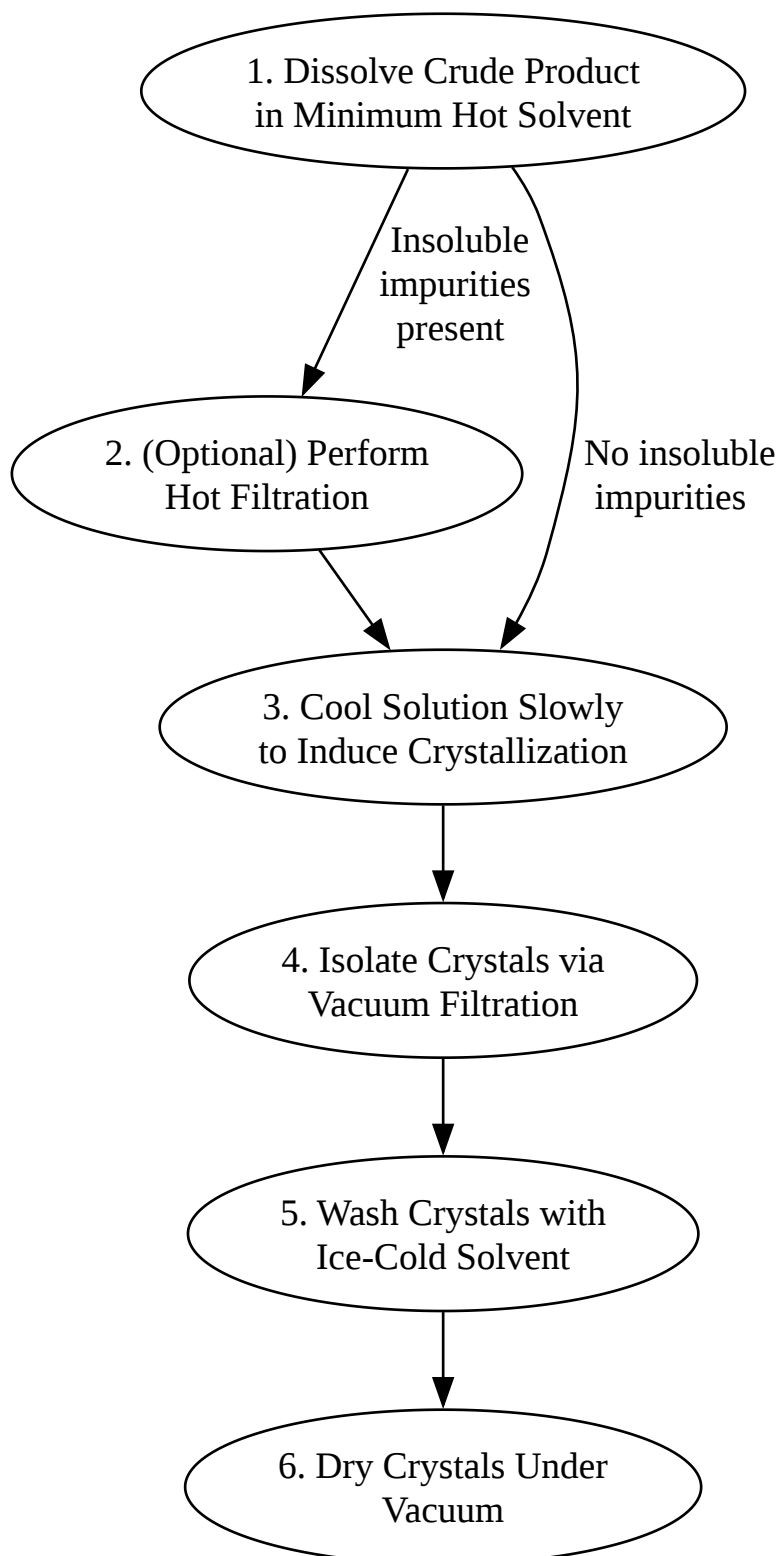 1. Dissolve Crude Product
in Minimum Hot Solvent
Insoluble
impurities
present
2. (Optional) Perform
Hot Filtration
No insoluble
impurities
3. Cool Solution Slowly
to Induce Crystallization
4. Isolate Crystals via
Vacuum Filtration
5. Wash Crystals with
Ice-Cold Solvent
6. Dry Crystals Under
Vacuum